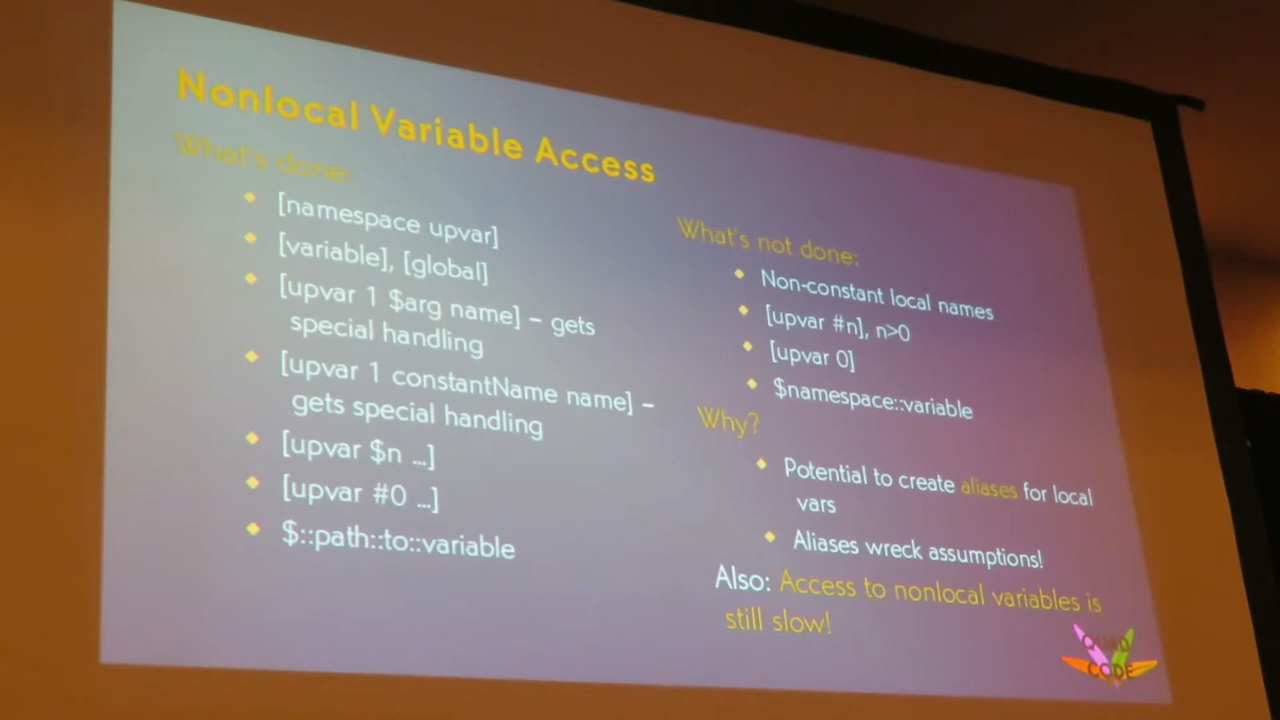 Nonlocal Variable Access
What's done:
[namespace upvar]
[variable], [global]
[upvar 1 $arg name] – gets
special handling
[upvar 1 constantName name] –
gets special handling
[upvar $n ...]
[upvar #0 ...]
$::path::to::variable
What's not done:
Non-constant local names
[upvar #n], n>0
[upvar 0]
$namespace::variable
Why?
Potential to create aliases for local
vars
Aliases wreck assumptions!
Also: Access to nonlocal variables is
still slow!
QUAD
CODE